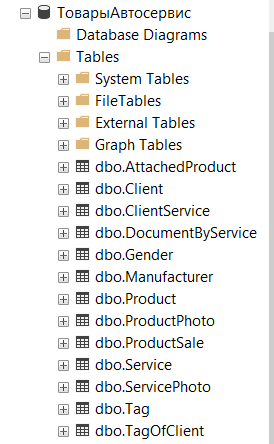 ТоварыАвтосервис
Database Diagrams
Tables
System Tables
FileTables
External Tables
Graph Tables
dbo.AttachedProduct
dbo.Client
dbo.ClientService
dbo.DocumentByService
dbo.Gender
dbo.Manufacturer
dbo.Product
dbo.ProductPhoto
dbo.ProductSale
dbo.Service
dbo.ServicePhoto
dbo.Tag
dbo.TagOfClient